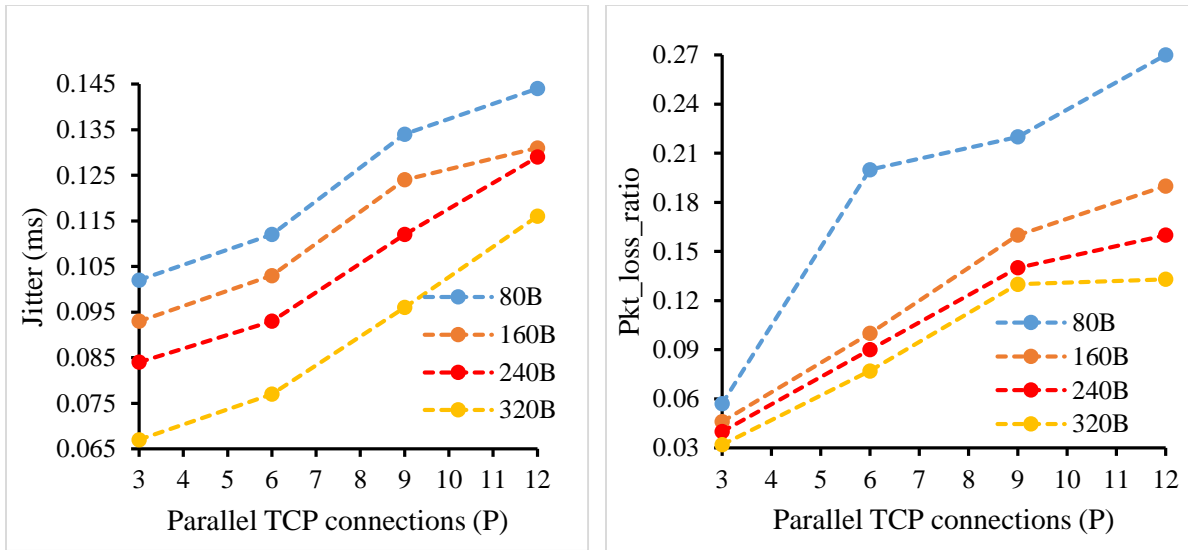 Jitter (ms)
0.145
0.135
0.125
0.115
0.105
0.095
0.085
0.075
0.065
3 4 5 6 7 8 9 10 11 12
Parallel TCP connections (P)
80B
160B
240B
320B
Pkt_loss_ratio
0.27
0.24
0.21
0.18
0.15
0.12
0.09
0.06
0.03
3 4 5 6 7 8 9 10 11 12
Parallel TCP connections (P)
80B
160B
240B
320B